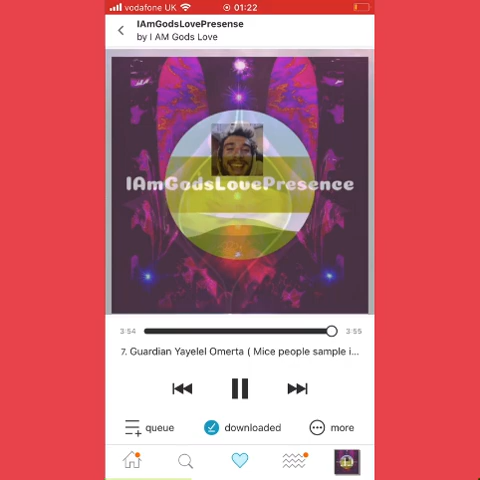 vodafone UK
01:22
IAmGodsLovePresense
by I AM Gods Love
IAmGodsLovePresence
3:54
3:55
7. Guardian Yayelel Omerta ( Mice people sample i...
queue
downloaded
more